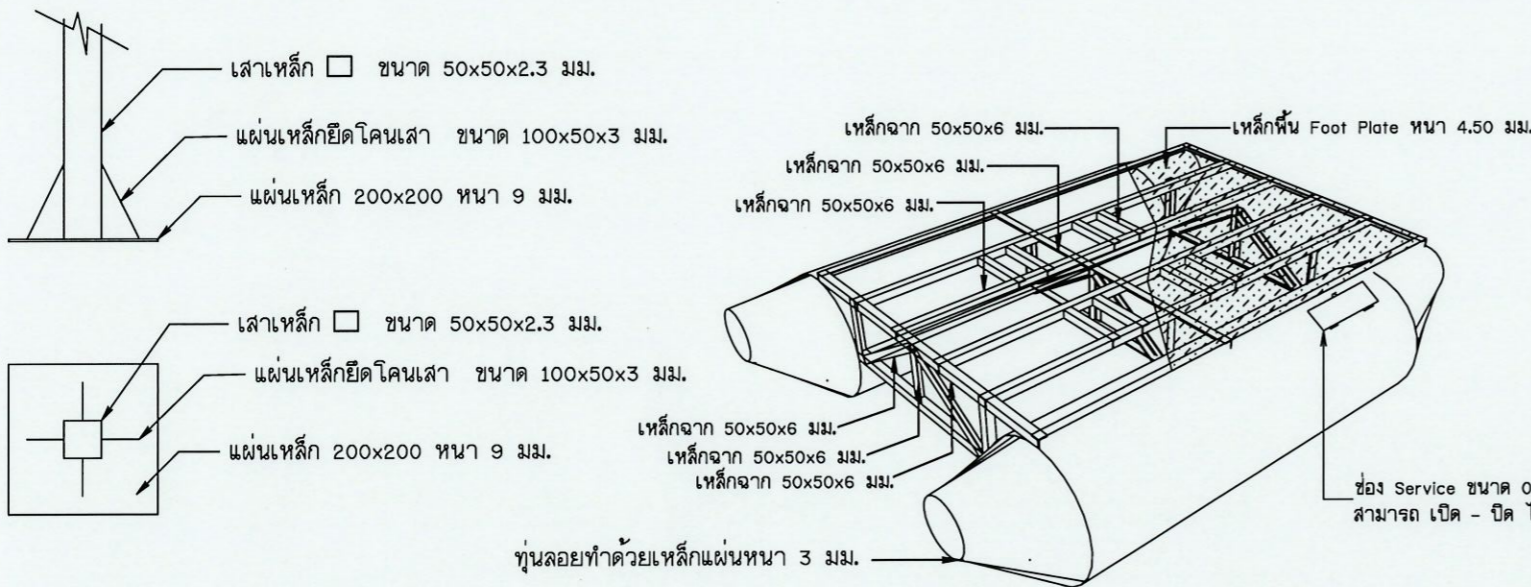 เสาเหล็ก ขนาด 50x50x2.3 มม.
แผ่นเหล็กยึดโคนเสา ขนาด 100x50x3 มม.
แผ่นเหล็ก 200x200 หนา 9 มม.
เสาเหล็ก ขนาด 50x50x2.3 มม.
แผ่นเหล็กยึดโคนเสา ขนาด 100x50x3 มม.
แผ่นเหล็ก 200x200 หนา 9 มม.
เหล็กฉาก 50x50x6 มม.
เหล็กพื้น Foot Plate หนา 4.50 มม.
เหล็กฉาก 50x50x6 มม.
เหล็กฉาก 50x50x6 มม.
เหล็กฉาก 50x50x6 มม.
เหล็กฉาก 50x50x6 มม.
เหล็กฉาก 50x50x6 มม.
ช่อง Service ขนาด
สามารถ เปิด - ปิด
ทุ่นลอยทำด้วยเหล็กแผ่นหนา 3 มม.